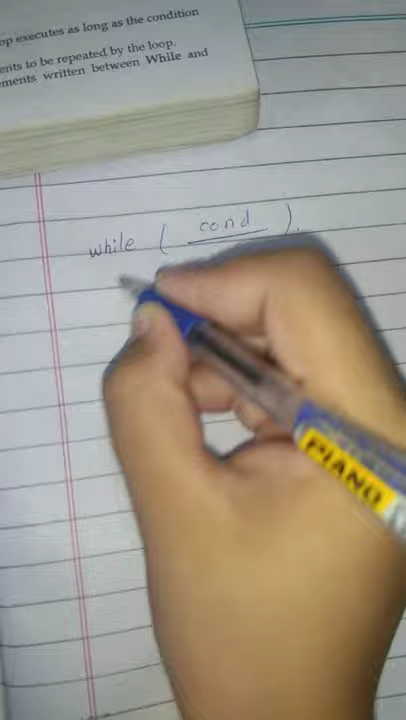 op executes as long as the condition
ents to be repeated by the loop.
ments written between While and
while ( cond ).
PIANO